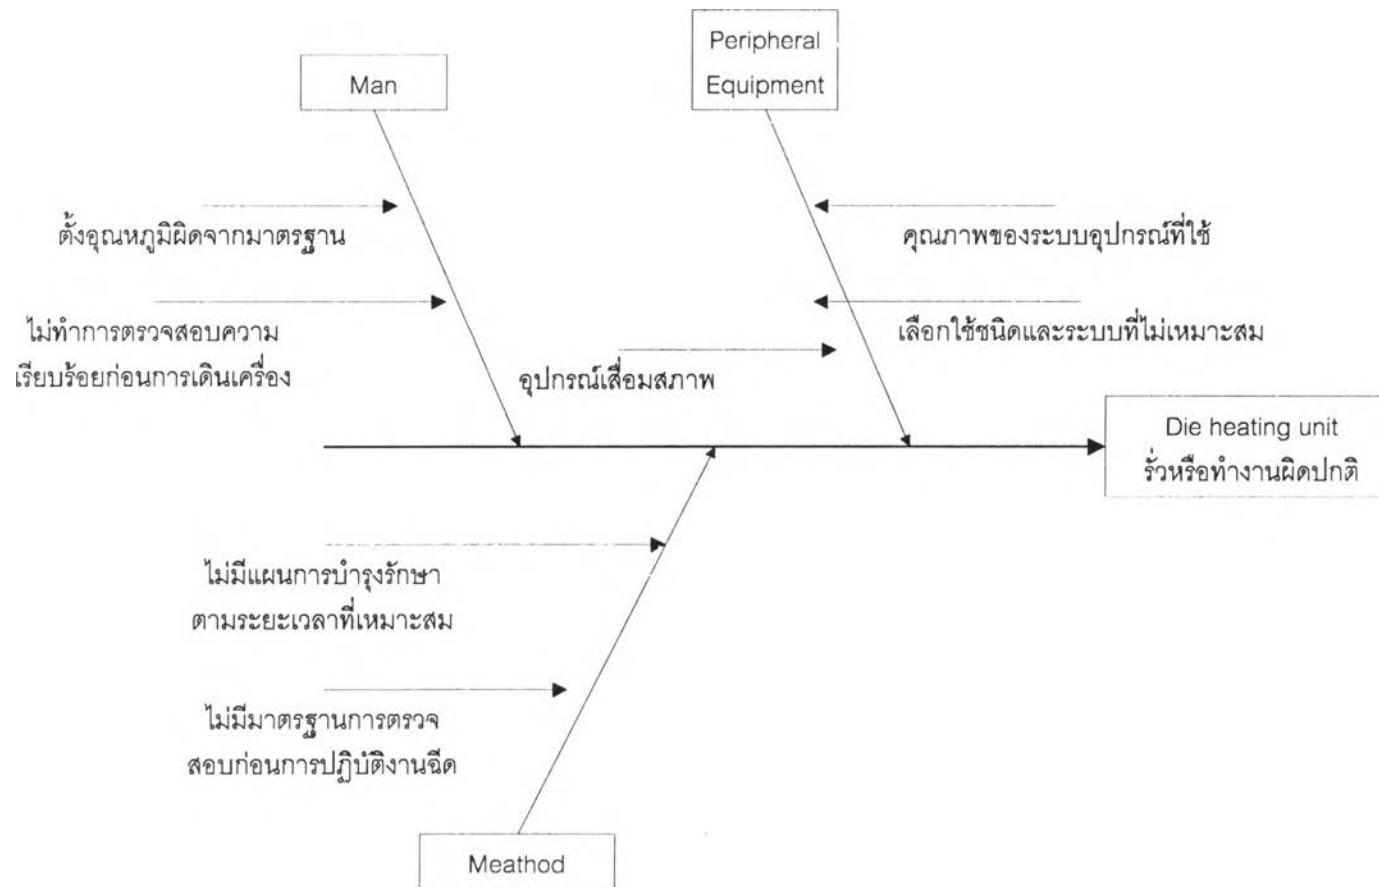 Peripheral
Equipment
Man
ตั้งอุณหภูมิผิดจากมาตรฐาน
คุณภาพของระบบอุปกรณ์ที่ใช้
ไม่ทำการตรวจสอบความ
เรียบร้อยก่อนการเดินเครื่อง
เลือกใช้ชนิดและระบบที่ไม่เหมาะสม
อุปกรณ์เสื่อมสภาพ
Die heating unit
รั่วหรือทำงานผิดปกติ
ไม่มีแผนการบำรุงรักษา
ตามระยะเวลาที่เหมาะสม
ไม่มีมาตรฐานการตรวจ
สอบก่อนการปฏิบัติงานฉีด
Meathod